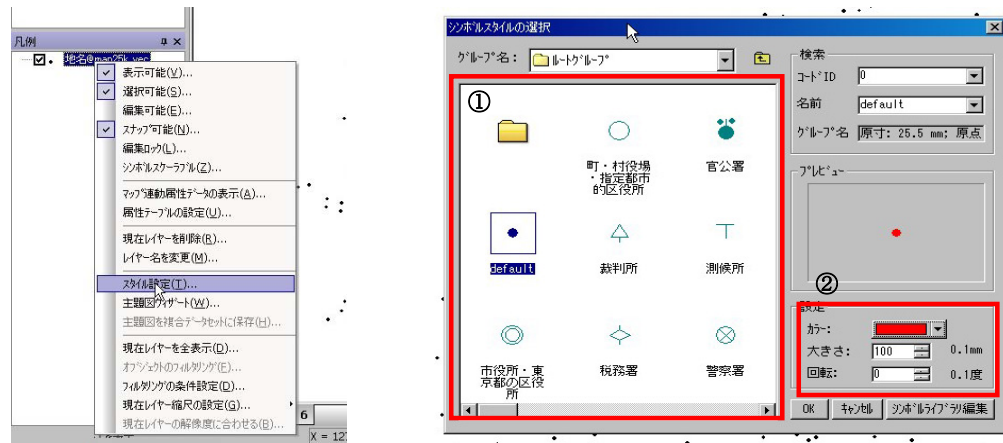 凡例
地名@map25k_vec
表示可能(V)...
選択可能(S)...
編集可能(E)...
スナップ可能(N)...
編集ロック(L)...
シンボルスケーラブル(Z)...
マップ連動属性データの表示(A)...
属性テーブルの設定(U)...
現在レイヤーを削除(R)...
レイヤー名を変更(M)...
スタイル設定(T)...
主題図ウィザート(W)...
主題図を複合データセットに保存(H)...
現在レイヤーを全表示(D)...
オブジェクトのフィルタリング(F)...
フィルタリングの条件設定(D)...
現在レイヤー縮尺の設定(G)...
現在レイヤーの解像度に合わせる(B)...
6
X = 12
シンボルスタイルの選択
グループ名:
ルートグループ
①
町・村役場
・指定都市
的区役所
官公署
default
裁判所
測候所
市役所・東
京都の区役
所
税務署
警察署
検索
コードID
0
名前
default
グループ名
原寸: 25.5 mm; 原点
プレビュー
②
設定
カラー:
大きさ:
100
0.1mm
回転:
0
0.1度
OK
キャンセル
シンボルライブラリ編集